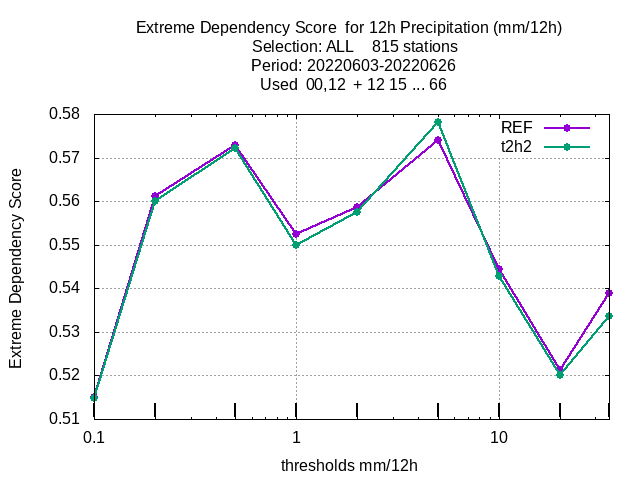 Extreme Dependency Score  for 12h Precipitation (mm/12h)
Selection: ALL    815 stations
Period: 20220603-20220626
Used  00,12  + 12 15 ... 66
REF
t2h2
0.58
0.57
0.56
0.55
0.54
0.53
0.52
0.51
Extreme Dependency Score
0.1 1 10
thresholds mm/12h